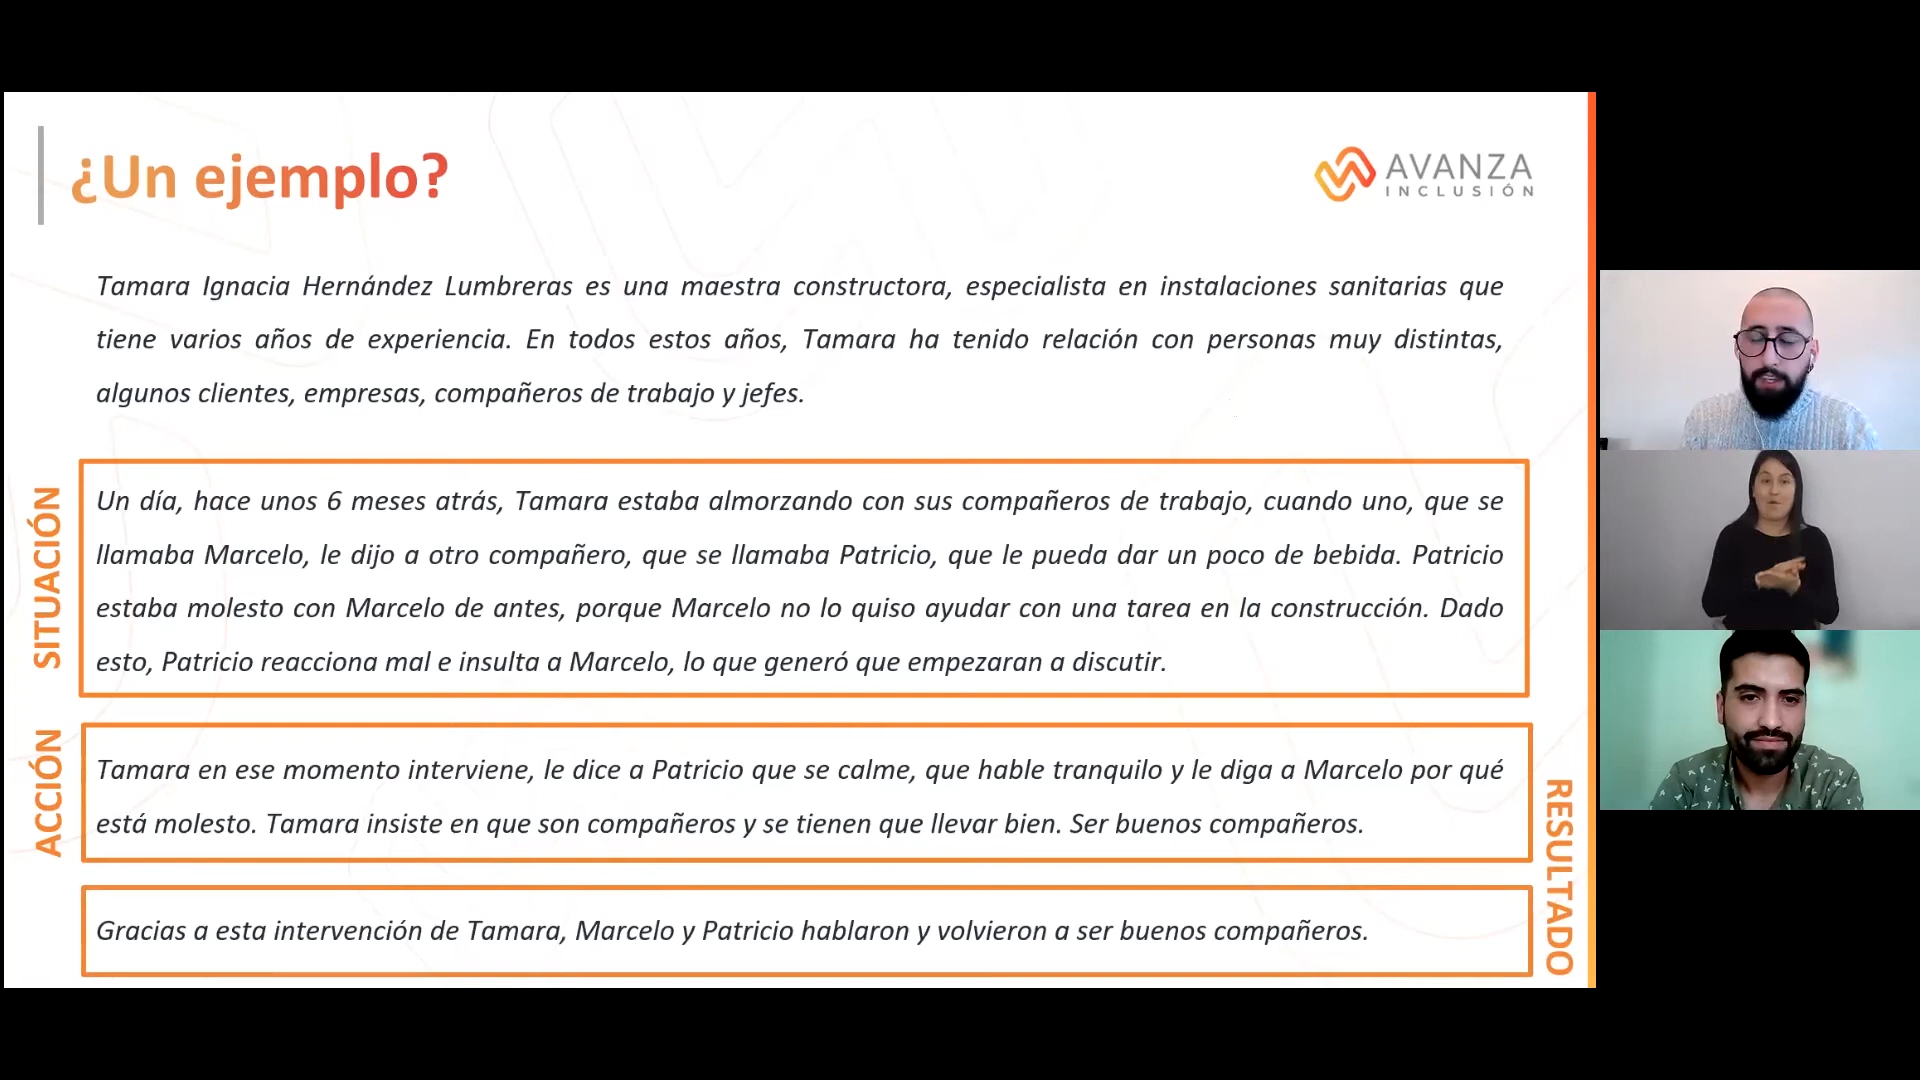 ¿Un ejemplo?
AVANZA
INCLUSIÓN
Tamara Ignacia Hernández Lumbreras es una maestra constructora, especialista en instalaciones sanitarias que
tiene varios años de experiencia. En todos estos años, Tamara ha tenido relación con personas muy distintas,
algunos clientes, empresas, compañeros de trabajo y jefes.
SITUACIÓN
Un día, hace unos 6 meses atrás, Tamara estaba almorzando con sus compañeros de trabajo, cuando uno, que se
llamaba Marcelo, le dijo a otro compañero, que se llamaba Patricio, que le pueda dar un poco de bebida. Patricio
estaba molesto con Marcelo de antes, porque Marcelo no lo quiso ayudar con una tarea en la construcción. Dado
esto, Patricio reacciona mal e insulta a Marcelo, lo que generó que empezaran a discutir.
ACCIÓN
Tamara en ese momento interviene, le dice a Patricio que se calme, que hable tranquilo y le diga a Marcelo por qué
está molesto. Tamara insiste en que son compañeros y se tienen que llevar bien. Ser buenos compañeros.
RESULTADO
Gracias a esta intervención de Tamara, Marcelo y Patricio hablaron y volvieron a ser buenos compañeros.